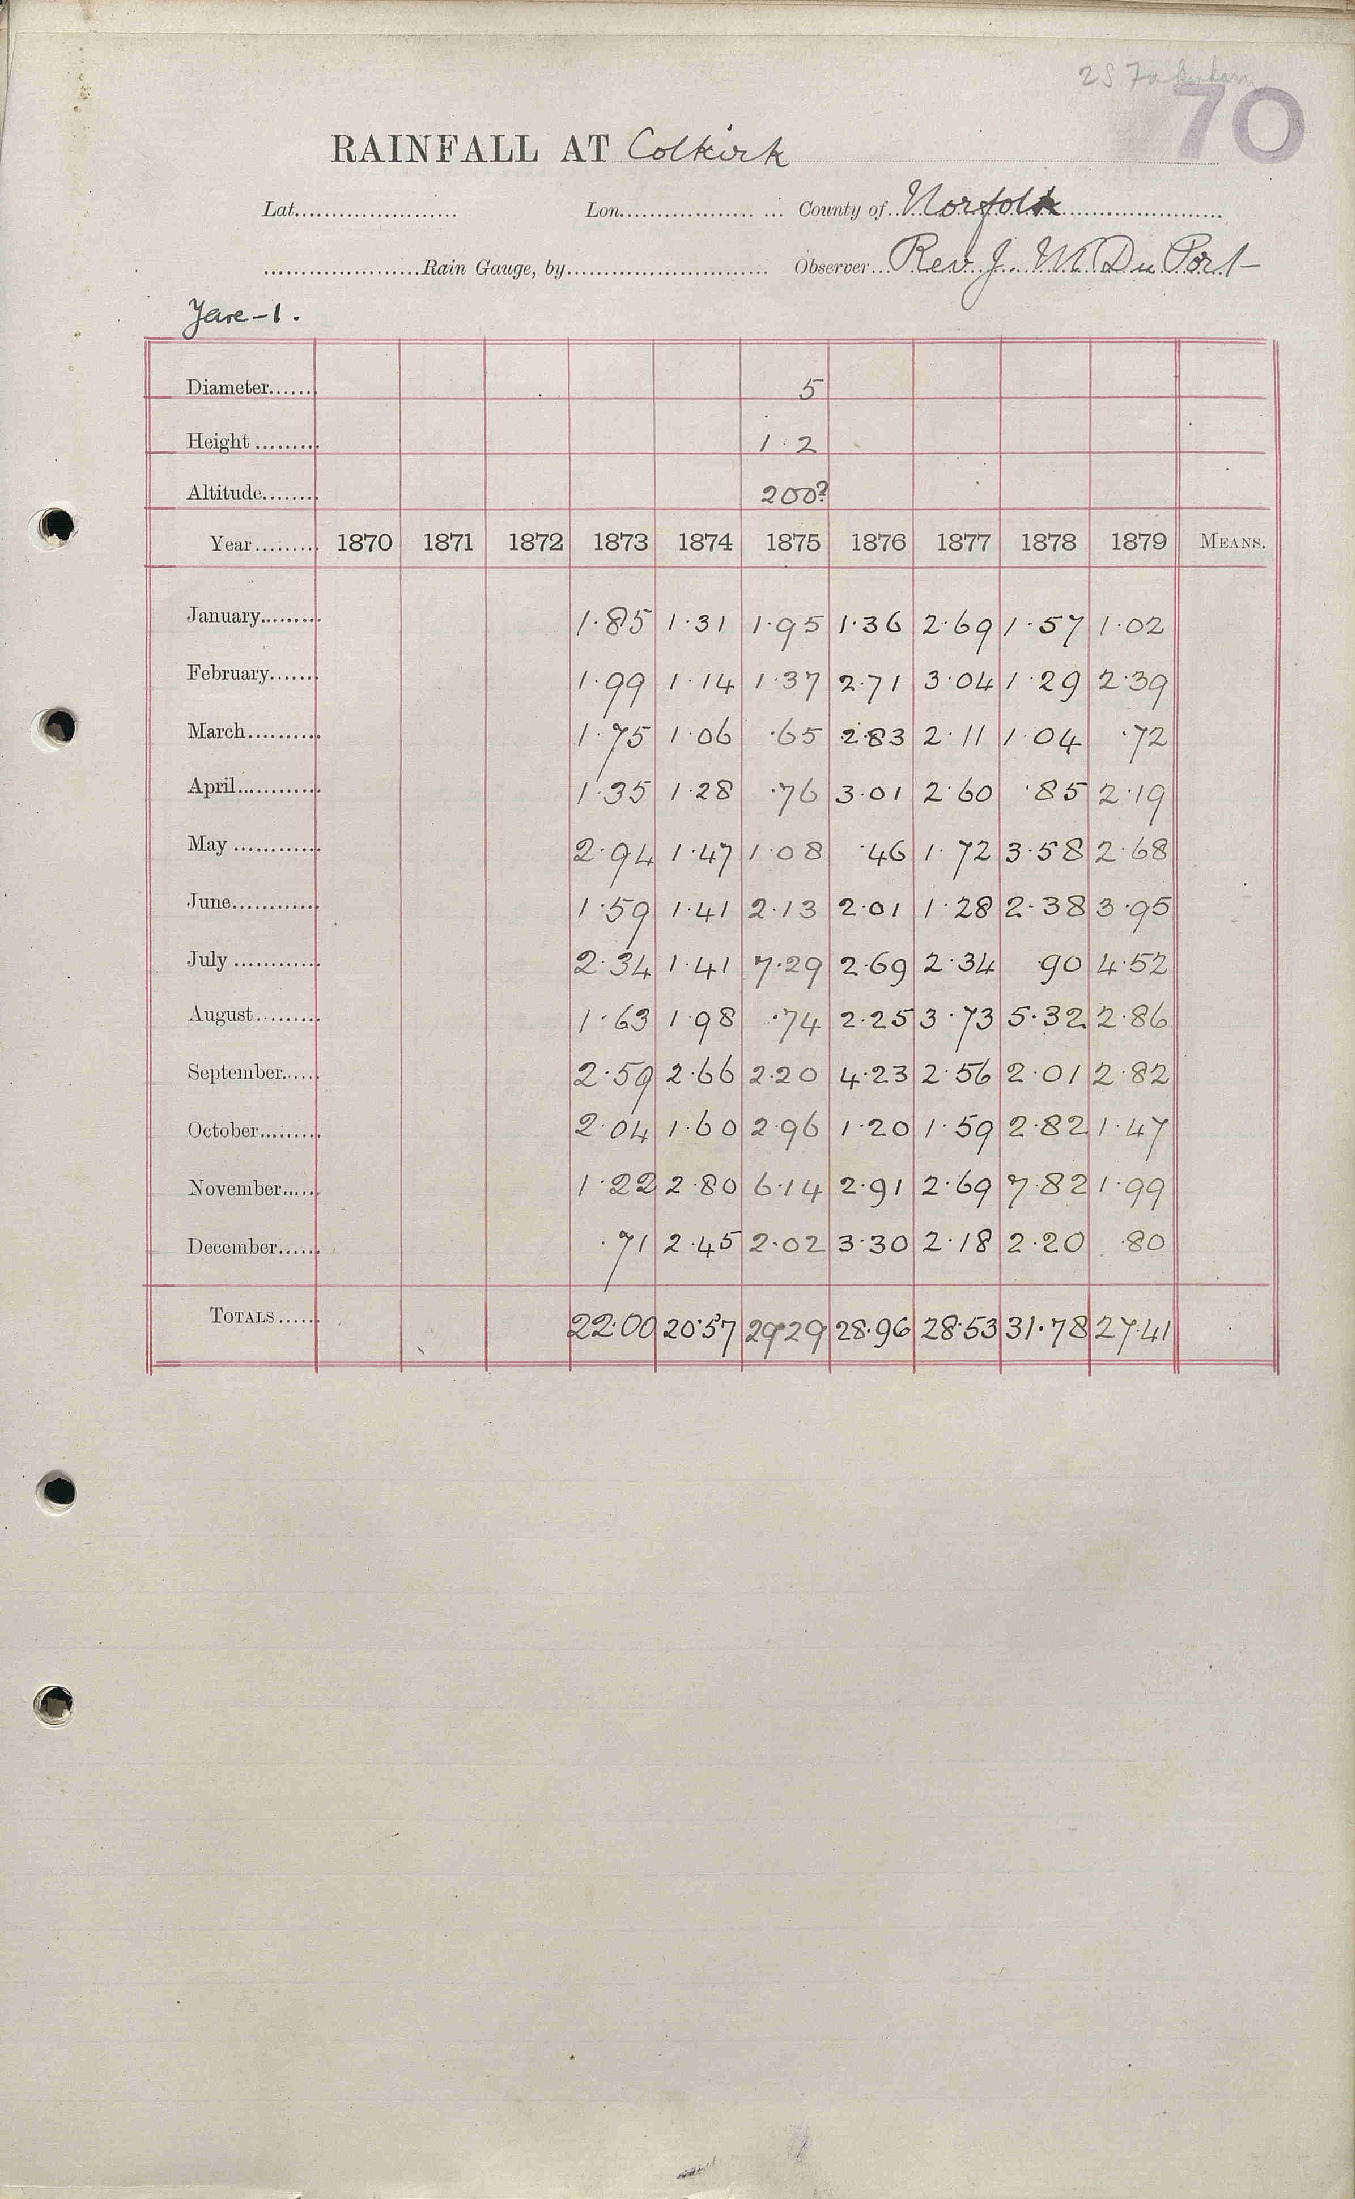 2 S Fakenham
70
RAINFALL AT Colkirk
Lat...................... Lon.................. ... County of..Norfolk......................
.....................Rain Gauge, by........................... Observer..Rev. J. M. Du Port
Yare-1.
Diameter....... 5
Height ......... 1·2
Altitude........ 200?
Year......... 1870 1871 1872 1873 1874 1875 1876 1877 1878 1879 MEANS.
January......... 1·85 1·31 1·95 1·36 2·69 1·57 1·02
February....... 1·99 1·14 1·37 2·71 3·04 1·29 2·39
March.......... 1·75 1·06 ·65 2·83 2·11 1·04 ·72
April............ 1·35 1·28 ·76 3·01 2·60 ·85 2·19
May ............ 2·94 1·47 1·08 ·46 1·72 3·58 2·68
June............ 1·59 1·41 2·13 2·01 1·28 2·38 3·95
July ............ 2·34 1·41 7·29 2·69 2·34 ·90 4·52
August......... 1·63 1·98 ·74 2·25 3·73 5·32 2·86
September...... 2·59 2·66 2·20 4·23 2·56 2·01 2·82
October......... 2·04 1·60 2·96 1·20 1·59 2·82 1·47
November...... 1·22 2·80 6·14 2·91 2·69 7·82 1·99
December...... ·71 2·45 2·02 3·30 2·18 2·20 ·80
TOTALS...... 22·00 20·57 29·29 28·96 28·53 31·78 27·41